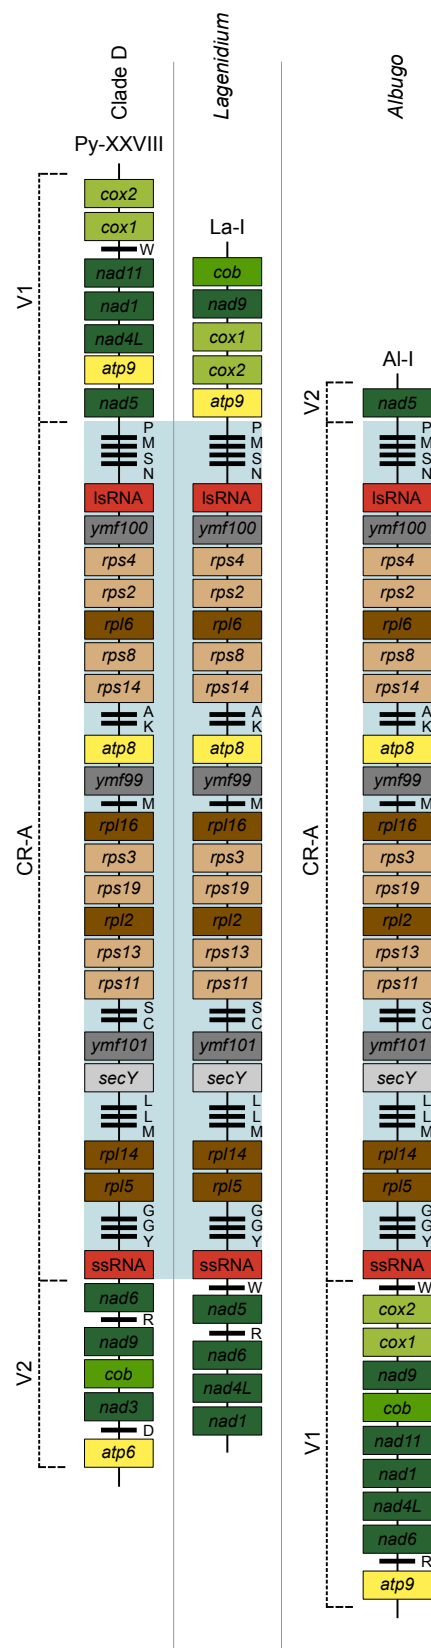 Clade D
Py-XXVIII
V1
cox2
cox1
W
nad11
nad1
nad4L
atp9
nad5
CR-A
P
M
S
N
lsRNA
ymf100
rps4
rps2
rpl6
rps8
rps14
A
K
atp8
ymf99
M
rpl16
rps3
rps19
rpl2
rps13
rps11
S
C
ymf101
secY
L
L
M
rpl14
rpl5
G
G
Y
ssRNA
V2
nad6
R
nad9
cob
nad3
D
atp6
Lagenidium
La-I
cob
nad9
cox1
cox2
atp9
P
M
S
N
lsRNA
ymf100
rps4
rps2
rpl6
rps8
rps14
A
K
atp8
ymf99
M
rpl16
rps3
rps19
rpl2
rps13
rps11
S
C
ymf101
secY
L
L
M
rpl14
rpl5
G
G
Y
ssRNA
W
nad5
R
nad6
nad4L
nad1
Albugo
Al-I
V2
nad5
CR-A
P
M
S
N
lsRNA
ymf100
rps4
rps2
rpl6
rps8
rps14
A
K
atp8
ymf99
M
rpl16
rps3
rps19
rpl2
rps13
rps11
S
C
ymf101
secY
L
L
M
rpl14
rpl5
G
G
Y
ssRNA
V1
W
cox2
cox1
nad9
cob
nad11
nad1
nad4L
nad6
R
atp9